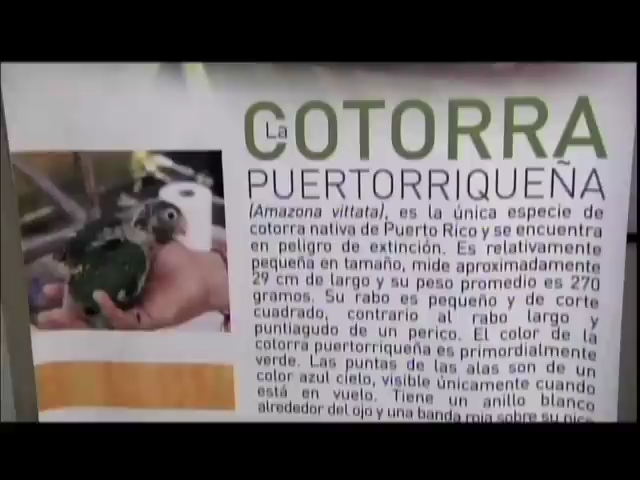 La COTORRA
PUERTORRIQUEÑA
(Amazona vittata), es la única especie de
cotorra nativa de Puerto Rico y se encuentra
en peligro de extinción. Es relativamente
pequeña en tamaño, mide aproximadamente
29 cm de largo y su peso promedio es 270
gramos. Su rabo es pequeño y de corte
cuadrado, contrario al rabo largo y
puntiagudo de un perico. El color de la
cotorra puertorriqueña es primordialmente
verde. Las puntas de las alas son de un
color azul cielo, visible únicamente cuando
está en vuelo. Tiene un anillo blanco
alrededor del ojo y una banda roja sobre su pico